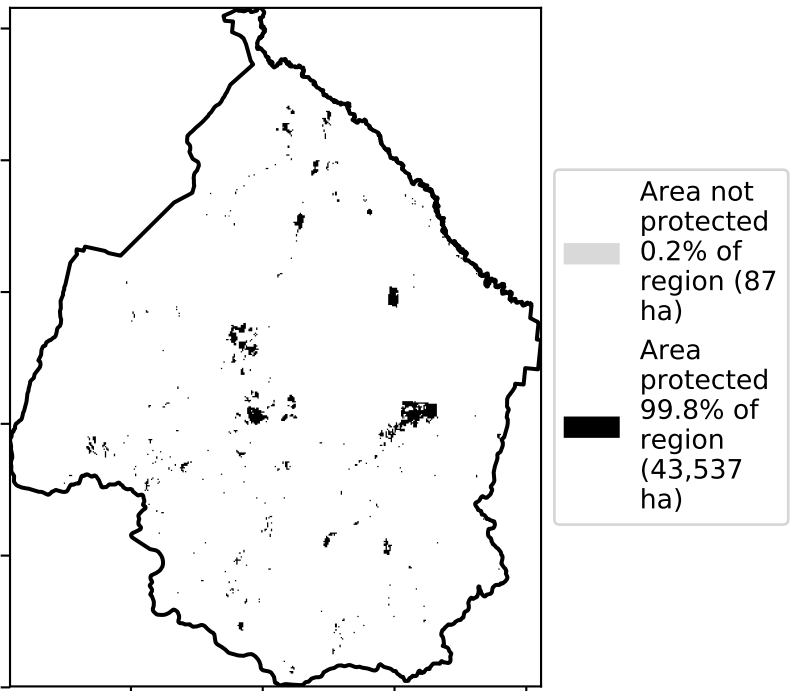 Area not
protected
0.2% of
region (87
ha)
Area
protected
99.8% of
region
(43,537
ha)